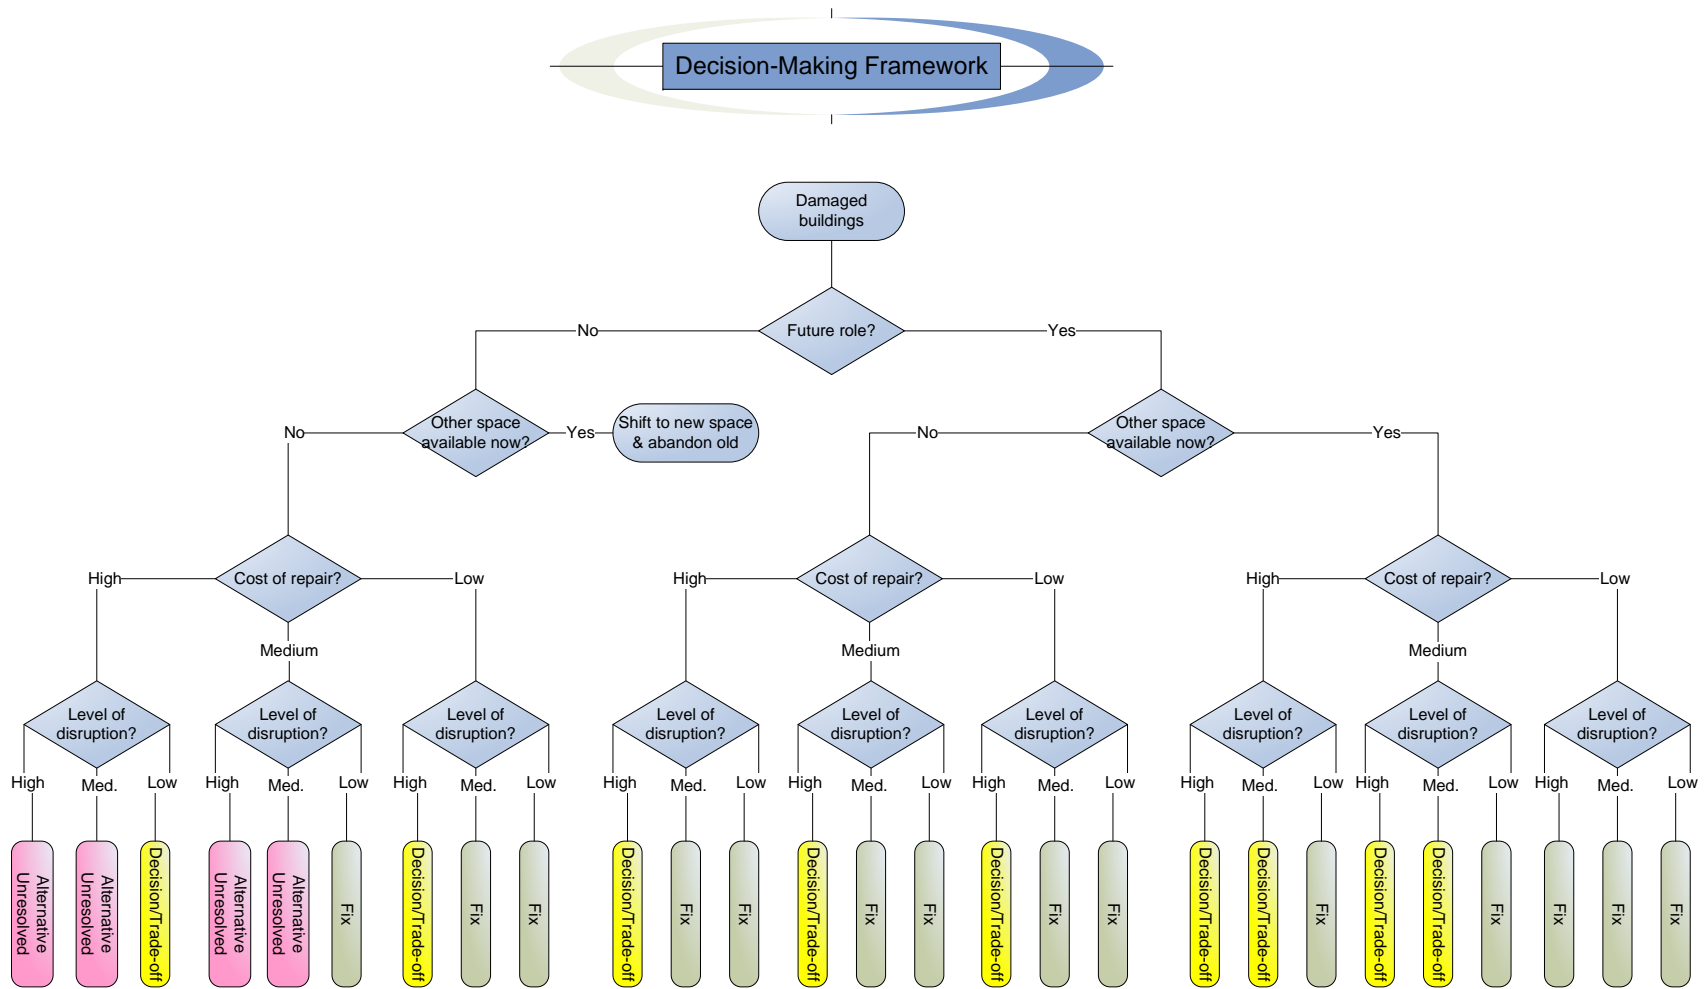 Decision-Making Framework
Damaged
buildings
Future role?
No
Yes
Other space
available now?
No
Yes
Shift to new space
& abandon old
Other space
available now?
No
Yes
Cost of repair?
High
Low
Medium
Cost of repair?
High
Low
Medium
Cost of repair?
High
Low
Medium
Level of
disruption?
Level of
disruption?
Level of
disruption?
Level of
disruption?
Level of
disruption?
Level of
disruption?
Level of
disruption?
Level of
disruption?
Level of
disruption?
High
Med.
Low
High
Med.
Low
High
Med.
Low
High
Med.
Low
High
Med.
Low
High
Med.
Low
High
Med.
Low
High
Med.
Low
High
Med.
Low
Alternative
Unresolved
Alternative
Unresolved
Decision/Trade-off
Alternative
Unresolved
Alternative
Unresolved
Fix
Decision/Trade-off
Fix
Fix
Decision/Trade-off
Fix
Fix
Decision/Trade-off
Fix
Fix
Decision/Trade-off
Fix
Fix
Decision/Trade-off
Decision/Trade-off
Fix
Decision/Trade-off
Decision/Trade-off
Fix
Fix
Fix
Fix